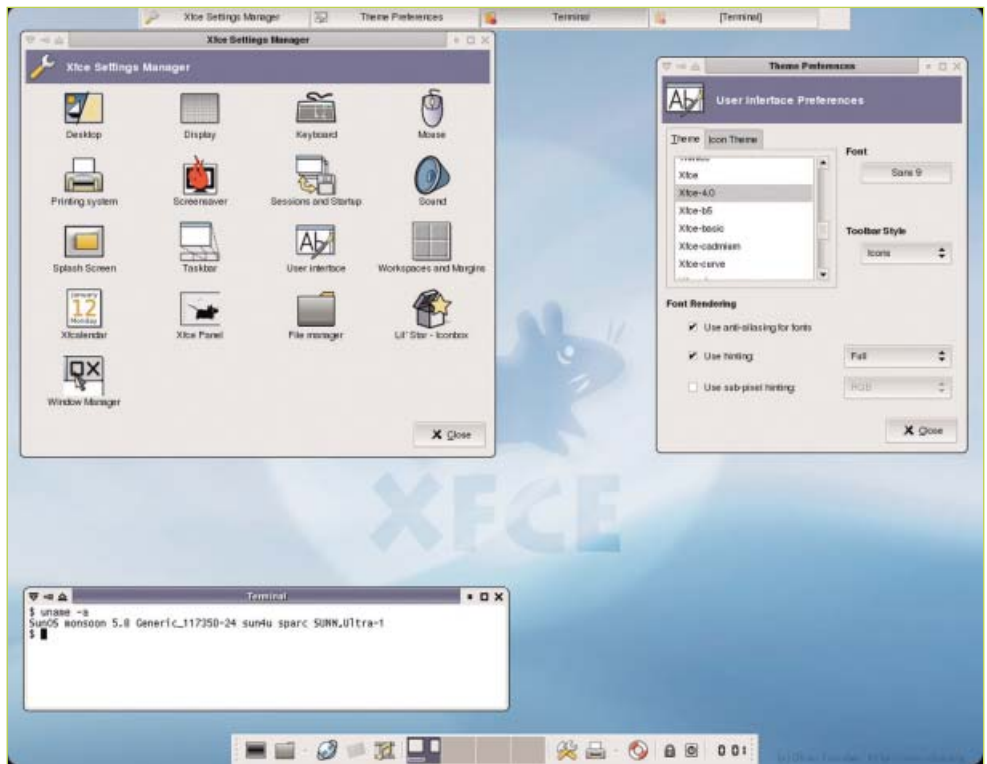 Xfce Settings Manager
Theme Preferences
Terminal
[Terminal]
Xfce Settings Manager
Xfce Settings Manager
Desktop
Display
Keyboard
Mouse
Printing system
Screensaver
Sessions and Startup
Sound
Splash Screen
Taskbar
User interface
Workspaces and Margins
January
12
Monday
Xfcalendar
Xfce Panel
File manager
Lil' Star - Iconbox
Window Manager
Close
Theme Preferences
User Interface Preferences
Theme
Icon Theme
Xfce
Xfce-4.0
Xfce-b5
Xfce-basic
Xfce-cadmium
Xfce-curve
Font
Sans 9
Toolbar Style
Icons
Font Rendering
Use anti-aliasing for fonts
Use hinting:
Full
Use sub-pixel hinting:
RGB
Close
XFCE
Terminal
$ uname -a
SunOS monsoon 5.8 Generic_117350-24 sun4u sparc SUNW,Ultra-1
$